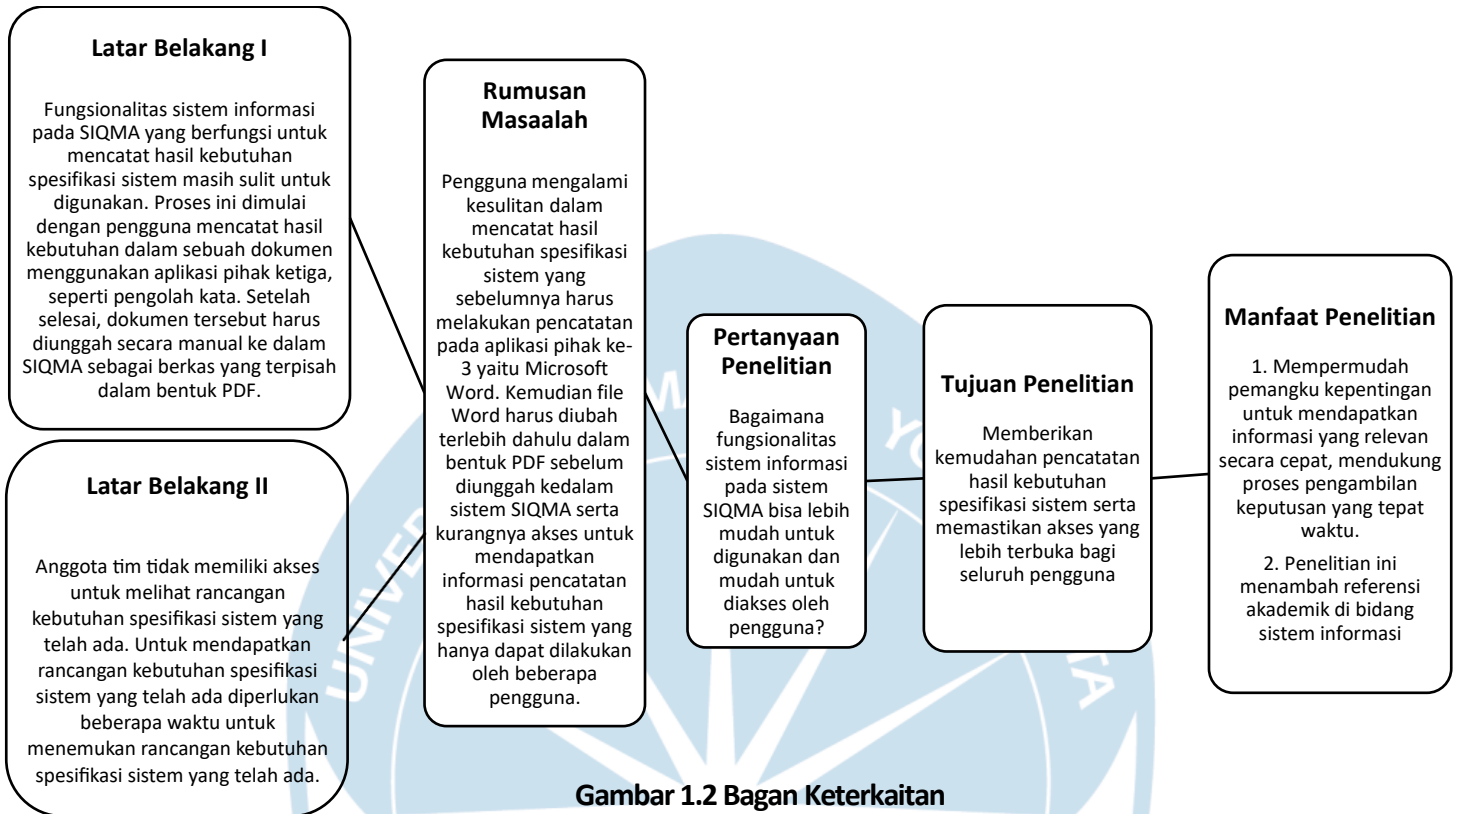 Latar Belakang I
Fungsionalitas sistem informasi
pada SIQMA yang berfungsi untuk
mencatat hasil kebutuhan
spesifikasi sistem masih sulit untuk
digunakan. Proses ini dimulai
dengan pengguna mencatat hasil
kebutuhan dalam sebuah dokumen
menggunakan aplikasi pihak ketiga,
seperti pengolah kata. Setelah
selesai, dokumen tersebut harus
diunggah secara manual ke dalam
SIQMA sebagai berkas yang terpisah
dalam bentuk PDF.
Latar Belakang II
Anggota tim tidak memiliki akses
untuk melihat rancangan
kebutuhan spesifikasi sistem yang
telah ada. Untuk mendapatkan
rancangan kebutuhan spesifikasi
sistem yang telah ada diperlukan
beberapa waktu untuk
menemukan rancangan kebutuhan
spesifikasi sistem yang telah ada.
Rumusan
Masaalah
Pengguna mengalami
kesulitan dalam
mencatat hasil
kebutuhan spesifikasi
sistem yang
sebelumnya harus
melakukan pencatatan
pada aplikasi pihak ke-
3 yaitu Microsoft
Word. Kemudian file
Word harus diubah
terlebih dahulu dalam
bentuk PDF sebelum
diunggah kedalam
sistem SIQMA serta
kurangnya akses untuk
mendapatkan
informasi pencatatan
hasil kebutuhan
spesifikasi sistem yang
hanya dapat dilakukan
oleh beberapa
pengguna.
Pertanyaan
Penelitian
Bagaimana
fungsionalitas
sistem informasi
pada sistem
SIQMA bisa lebih
mudah untuk
digunakan dan
mudah untuk
diakses oleh
pengguna?
Tujuan Penelitian
Memberikan
kemudahan pencatatan
hasil kebutuhan
spesifikasi sistem serta
memastikan akses yang
lebih terbuka bagi
seluruh pengguna
Manfaat Penelitian
1. Mempermudah
pemangku kepentingan
untuk mendapatkan
informasi yang relevan
secara cepat, mendukung
proses pengambilan
keputusan yang tepat
waktu.
2. Penelitian ini
menambah referensi
akademik di bidang
sistem informasi
Gambar 1.2 Bagan Keterkaitan